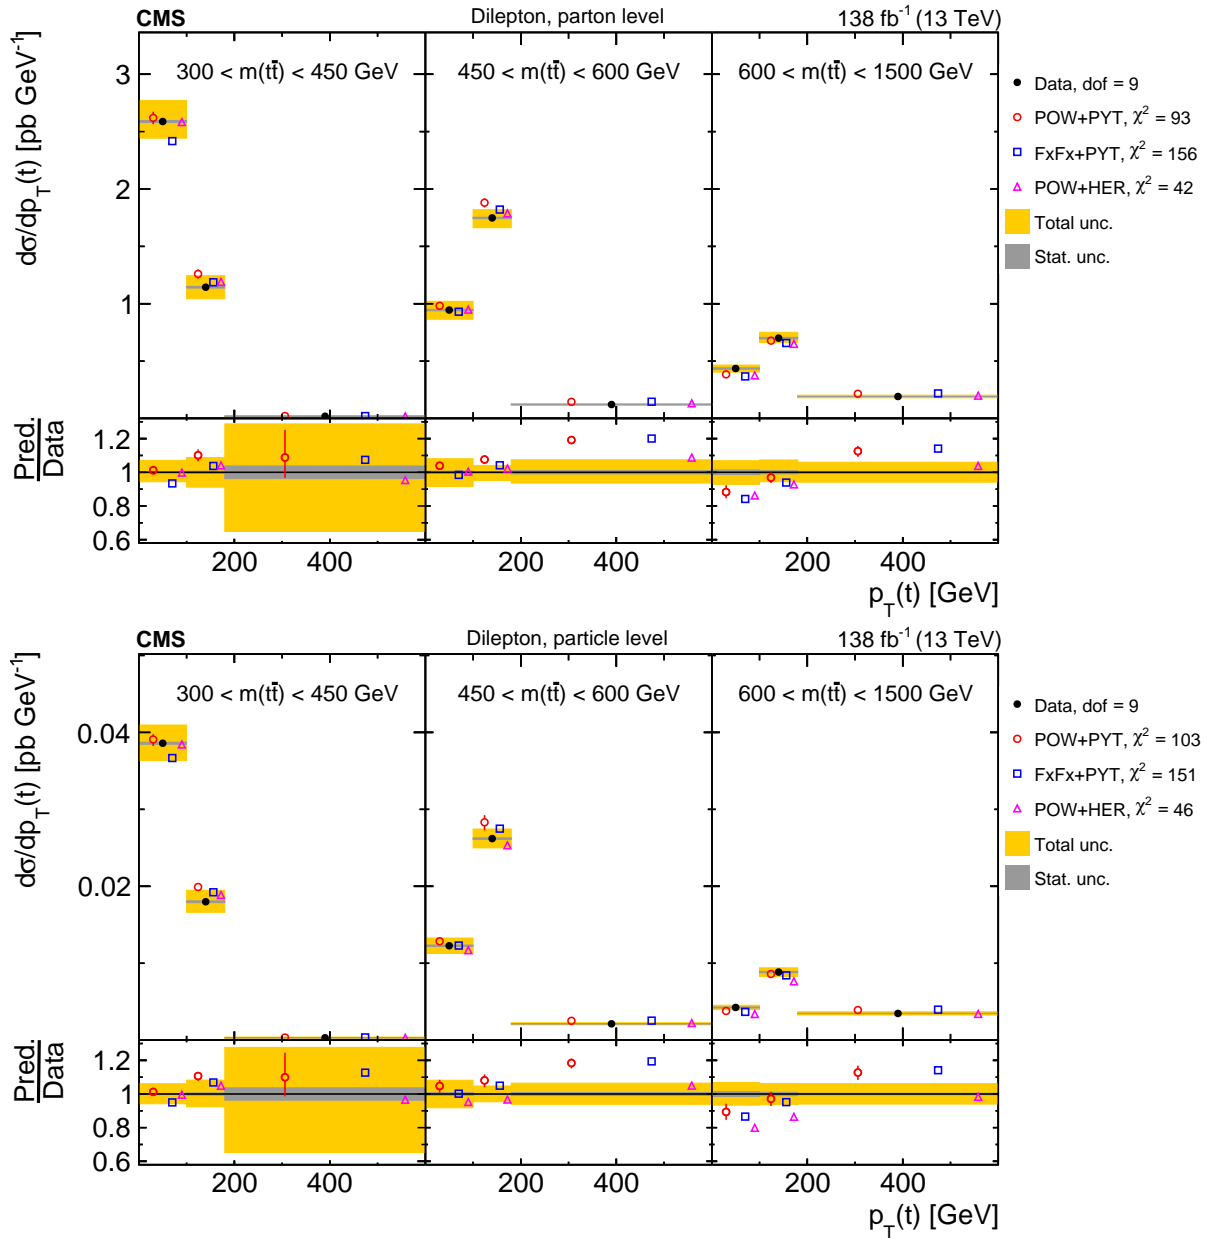 CMS Dilepton, parton level 138 fb⁻¹ (13 TeV)
dσ/dp_T(t) [pb GeV⁻¹]
300 < m(tt̄) < 450 GeV 450 < m(tt̄) < 600 GeV 600 < m(tt̄) < 1500 GeV
3
2
1
Data, dof = 9
POW+PYT, χ² = 93
FxFx+PYT, χ² = 156
POW+HER, χ² = 42
Total unc.
Stat. unc.
Pred.
Data
1.2
1
0.8
0.6
200 400 200 400 200 400
p_T(t) [GeV]
CMS Dilepton, particle level 138 fb⁻¹ (13 TeV)
dσ/dp_T(t) [pb GeV⁻¹]
300 < m(tt̄) < 450 GeV 450 < m(tt̄) < 600 GeV 600 < m(tt̄) < 1500 GeV
0.04
0.02
Data, dof = 9
POW+PYT, χ² = 103
FxFx+PYT, χ² = 151
POW+HER, χ² = 46
Total unc.
Stat. unc.
Pred.
Data
1.2
1
0.8
0.6
200 400 200 400 200 400
p_T(t) [GeV]